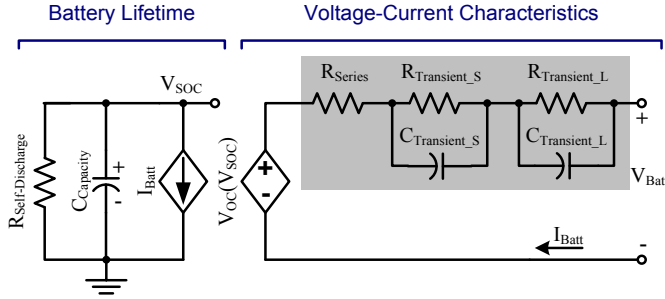 Battery Lifetime
Voltage-Current Characteristics
V_SOC
R_Series
R_Transient_S
R_Transient_L
C_Transient_S
C_Transient_L
R_Self-Discharge
C_Capacity
+
-
I_Batt
V_OC(V_SOC)
+
-
+
V_Bat
-
I_Batt